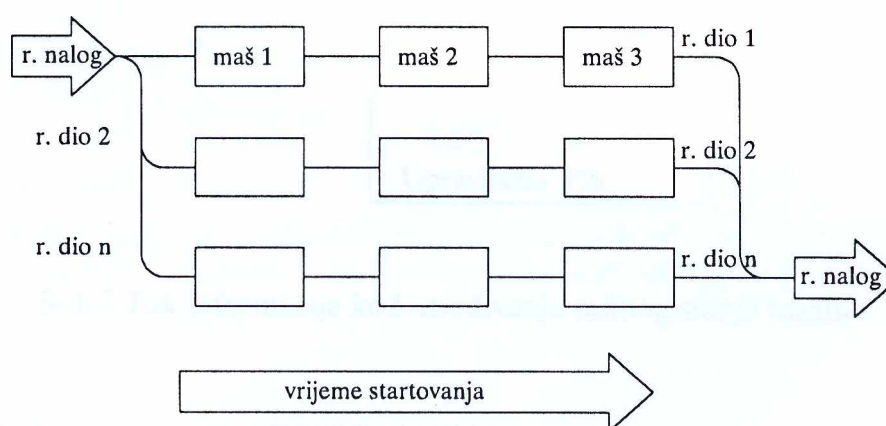 r. nalog
maš 1
maš 2
maš 3
r. dio 1
r. dio 2
r. dio 2
r. dio n
r. dio n
r. nalog
vrijeme startovanja